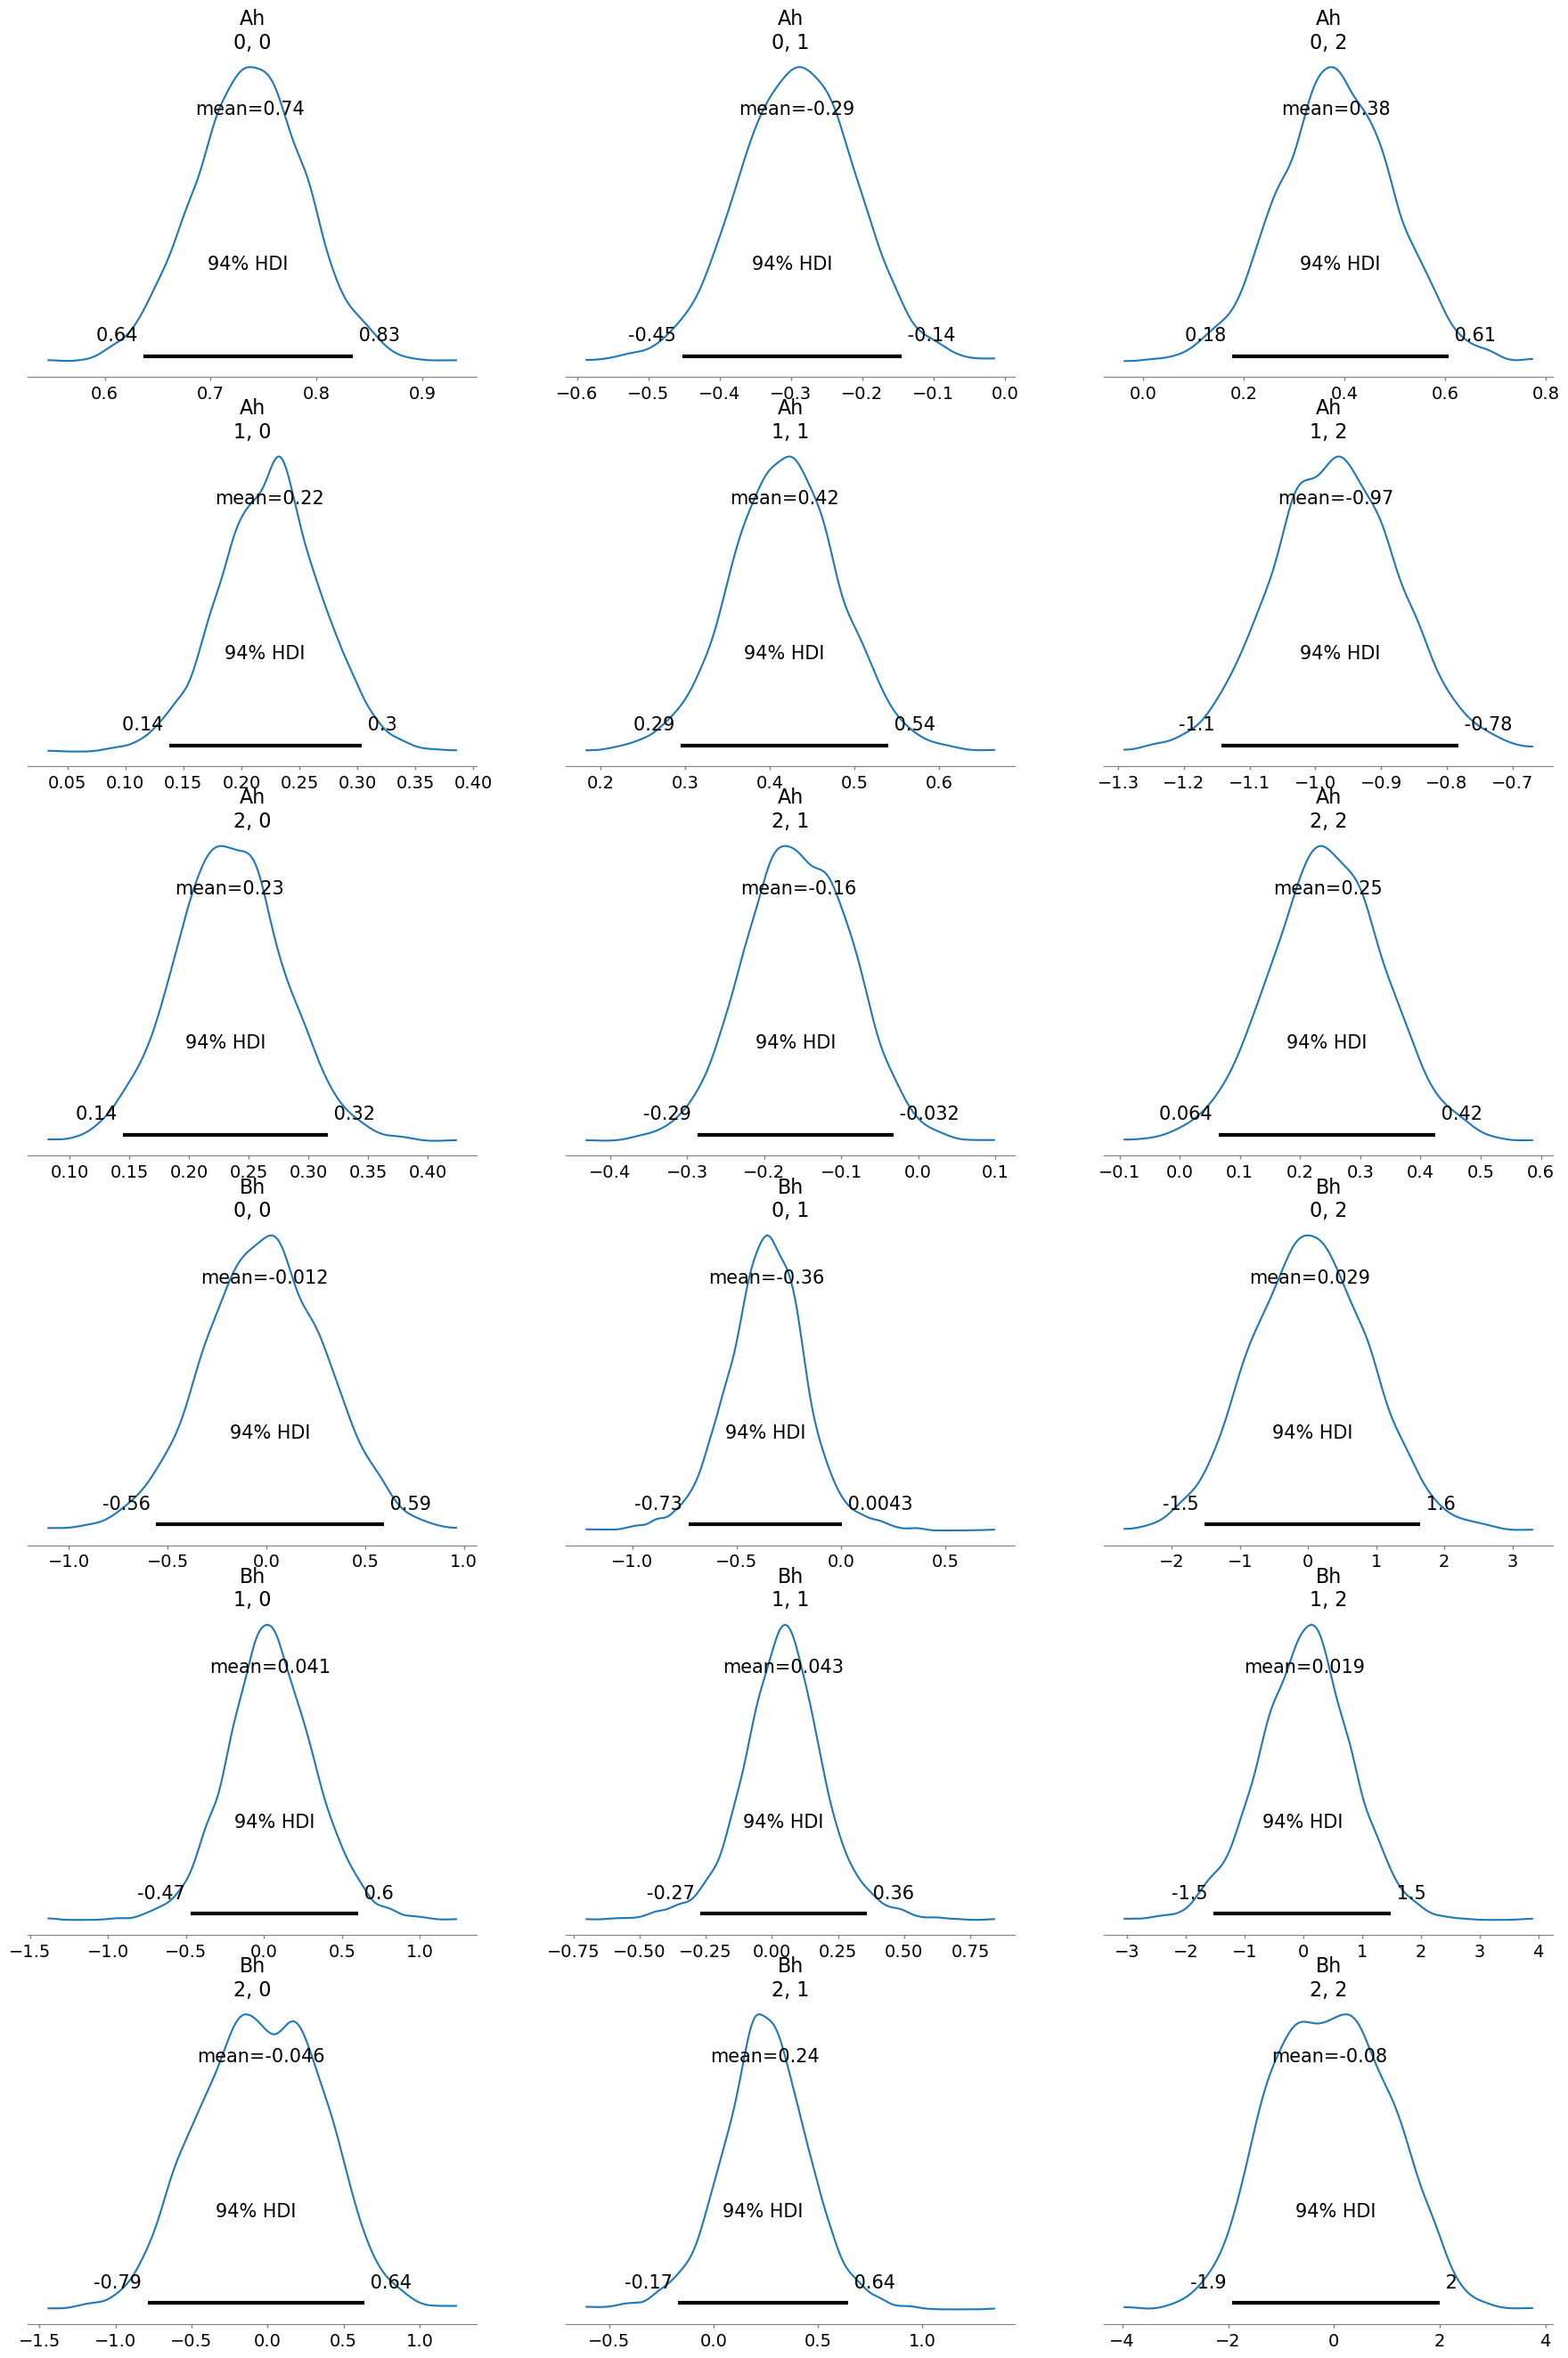 Ah
0, 0
mean=0.74
94% HDI
0.64
0.83
0.6 0.7 0.8 0.9
Ah
0, 1
mean=-0.29
94% HDI
-0.45
-0.14
−0.6 −0.5 −0.4 −0.3 −0.2 −0.1 0.0
Ah
0, 2
mean=0.38
94% HDI
0.18
0.61
0.0 0.2 0.4 0.6 0.8
Ah
1, 0
mean=0.22
94% HDI
0.14
0.3
0.05 0.10 0.15 0.20 0.25 0.30 0.35 0.40
Ah
1, 1
mean=0.42
94% HDI
0.29
0.54
0.2 0.3 0.4 0.5 0.6
Ah
1, 2
mean=-0.97
94% HDI
-1.1
-0.78
−1.3 −1.2 −1.1 −1.0 −0.9 −0.8 −0.7
Ah
2, 0
mean=0.23
94% HDI
0.14
0.32
0.10 0.15 0.20 0.25 0.30 0.35 0.40
Ah
2, 1
mean=-0.16
94% HDI
-0.29
-0.032
−0.4 −0.3 −0.2 −0.1 0.0 0.1
Ah
2, 2
mean=0.25
94% HDI
0.064
0.42
−0.1 0.0 0.1 0.2 0.3 0.4 0.5 0.6
Bh
0, 0
mean=-0.012
94% HDI
-0.56
0.59
−1.0 −0.5 0.0 0.5 1.0
Bh
0, 1
mean=-0.36
94% HDI
-0.73
0.0043
−1.0 −0.5 0.0 0.5
Bh
0, 2
mean=0.029
94% HDI
-1.5
1.6
−2 −1 0 1 2 3
Bh
1, 0
mean=0.041
94% HDI
-0.47
0.6
−1.5 −1.0 −0.5 0.0 0.5 1.0
Bh
1, 1
mean=0.043
94% HDI
-0.27
0.36
−0.75 −0.50 −0.25 0.00 0.25 0.50 0.75
Bh
1, 2
mean=0.019
94% HDI
-1.5
1.5
−3 −2 −1 0 1 2 3 4
Bh
2, 0
mean=-0.046
94% HDI
-0.79
0.64
−1.5 −1.0 −0.5 0.0 0.5 1.0
Bh
2, 1
mean=0.24
94% HDI
-0.17
0.64
−0.5 0.0 0.5 1.0
Bh
2, 2
mean=-0.08
94% HDI
-1.9
2
−4 −2 0 2 4